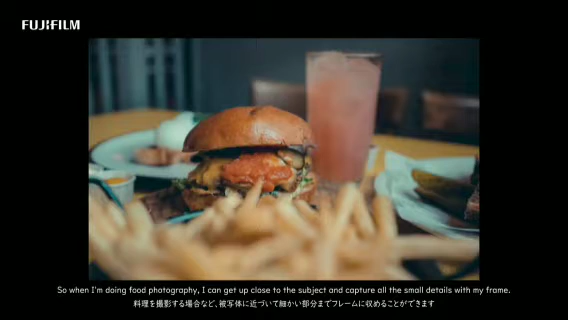 FUJIFILM
So when I'm doing food photography, I can get up close to the subject and capture all the small details with my frame.
料理を撮影する場合など、被写体に近づいて細かい部分までフレームに収めることができます